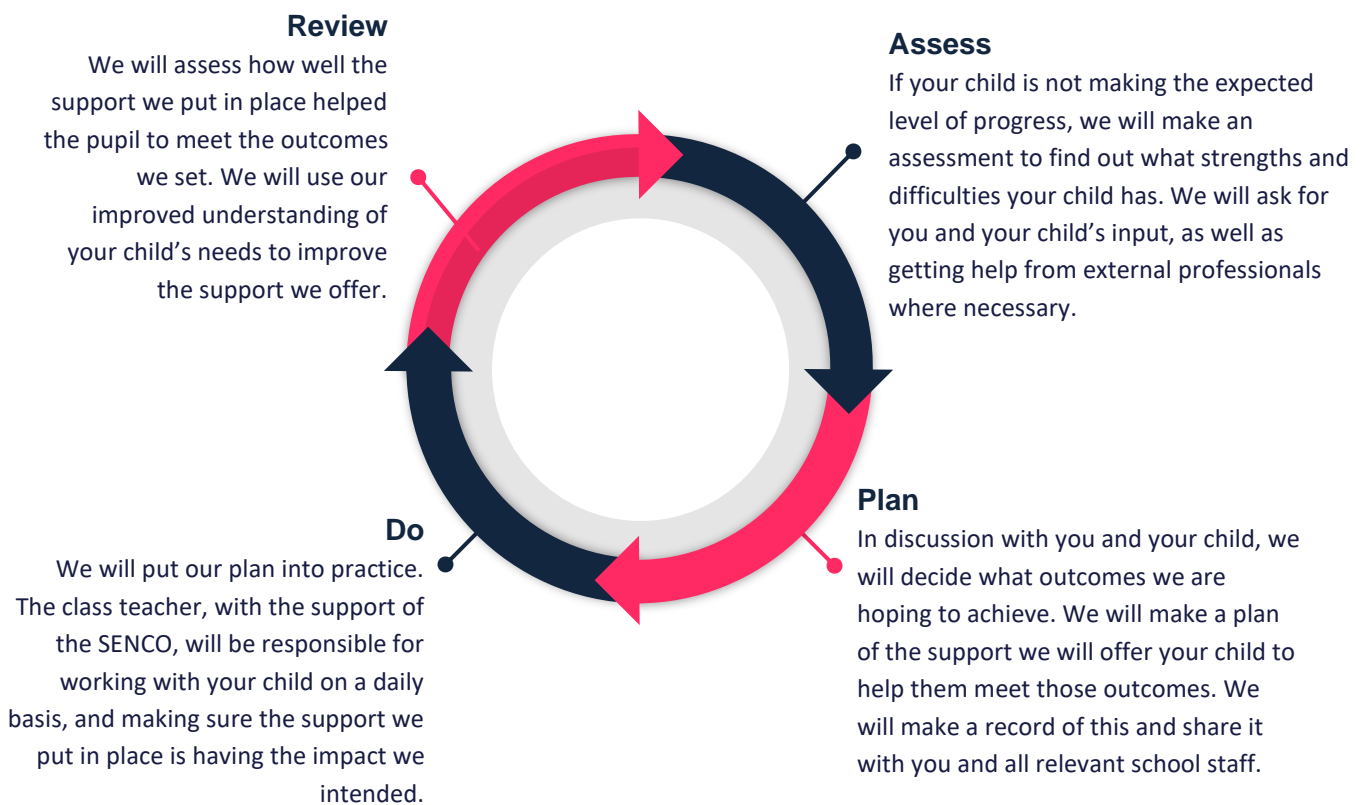 Review
We will assess how well the
support we put in place helped
the pupil to meet the outcomes
we set. We will use our
improved understanding of
your child’s needs to improve
the support we offer.
Assess
If your child is not making the expected
level of progress, we will make an
assessment to find out what strengths and
difficulties your child has. We will ask for
you and your child’s input, as well as
getting help from external professionals
where necessary.
Plan
In discussion with you and your child, we
will decide what outcomes we are
hoping to achieve. We will make a plan
of the support we will offer your child to
help them meet those outcomes. We
will make a record of this and share it
with you and all relevant school staff.
Do
We will put our plan into practice.
The class teacher, with the support of
the SENCO, will be responsible for
working with your child on a daily
basis, and making sure the support we
put in place is having the impact we
intended.